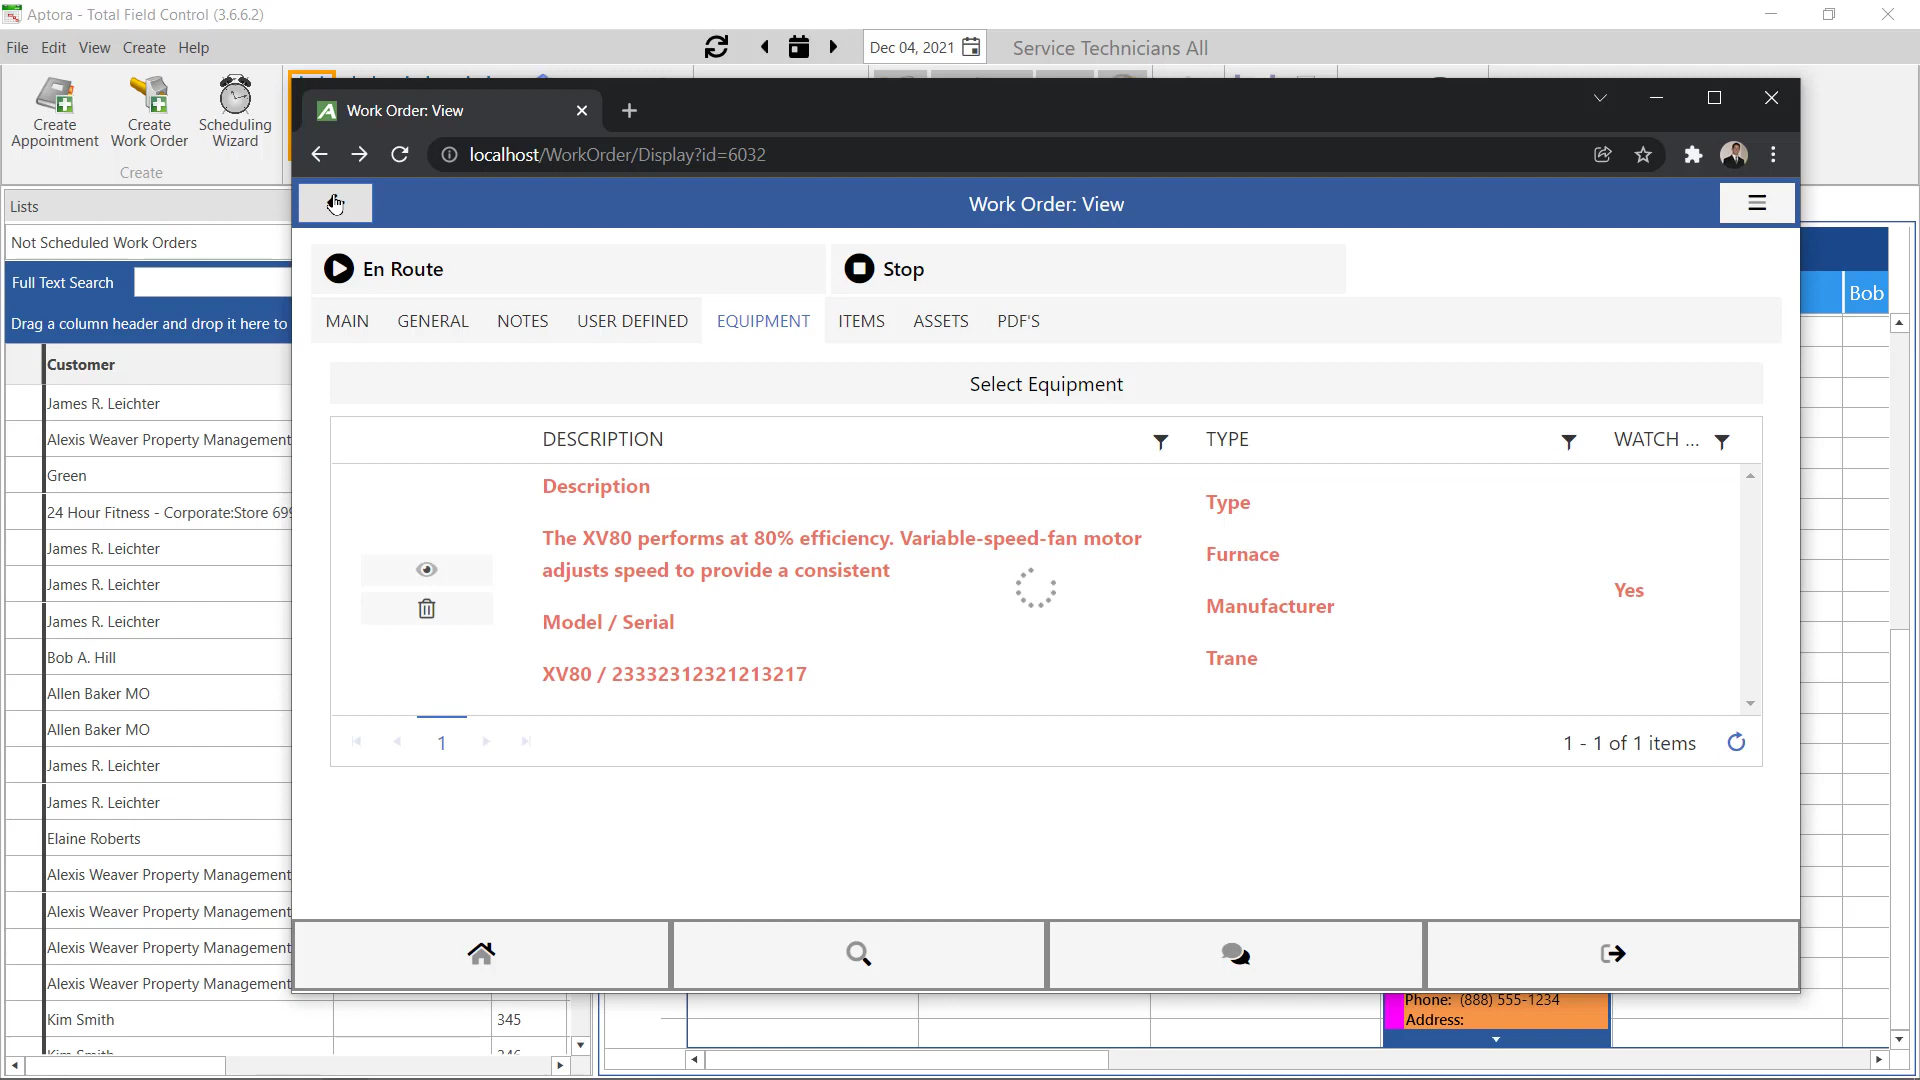 Aptora - Total Field Control (3.6.6.2)
File Edit View Create Help
Dec 04, 2021
Service Technicians All
Create Appointment
Create Work Order
Scheduling Wizard
Create
Lists
Not Scheduled Work Orders
Full Text Search
Drag a column header and drop it here to
Customer
James R. Leichter
Alexis Weaver Property Management
Green
24 Hour Fitness - Corporate:Store 699
James R. Leichter
James R. Leichter
James R. Leichter
Bob A. Hill
Allen Baker MO
Allen Baker MO
James R. Leichter
James R. Leichter
Elaine Roberts
Alexis Weaver Property Management
Alexis Weaver Property Management
Alexis Weaver Property Management
Alexis Weaver Property Management
Kim Smith 345
Work Order: View
localhost/WorkOrder/Display?id=6032
Work Order: View
En Route
Stop
MAIN GENERAL NOTES USER DEFINED EQUIPMENT ITEMS ASSETS PDF'S
Select Equipment
DESCRIPTION TYPE WATCH ...
Description
The XV80 performs at 80% efficiency. Variable-speed-fan motor
adjusts speed to provide a consistent
Model / Serial
XV80 / 23332312321213217
Type
Furnace
Manufacturer
Trane
Yes
1
1 - 1 of 1 items
Bob
Phone: (888) 555-1234
Address: